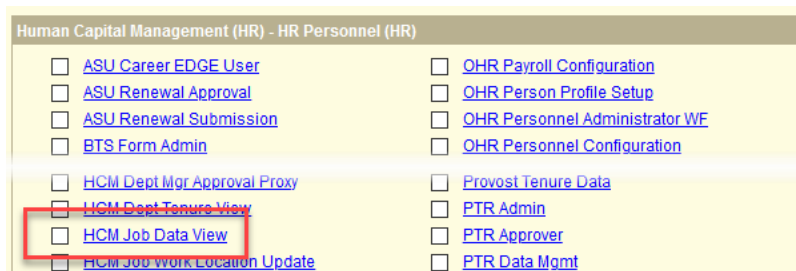 Human Capital Management (HR) - HR Personnel (HR)
ASU Career EDGE User
OHR Payroll Configuration
ASU Renewal Approval
OHR Person Profile Setup
ASU Renewal Submission
OHR Personnel Administrator WF
BTS Form Admin
OHR Personnel Configuration
HCM Dept Mgr Approval Proxy
Provost Tenure Data
HCM Dept Tenure View
PTR Admin
HCM Job Data View
PTR Approver
HCM Job Work Location Update
PTR Data Mgmt